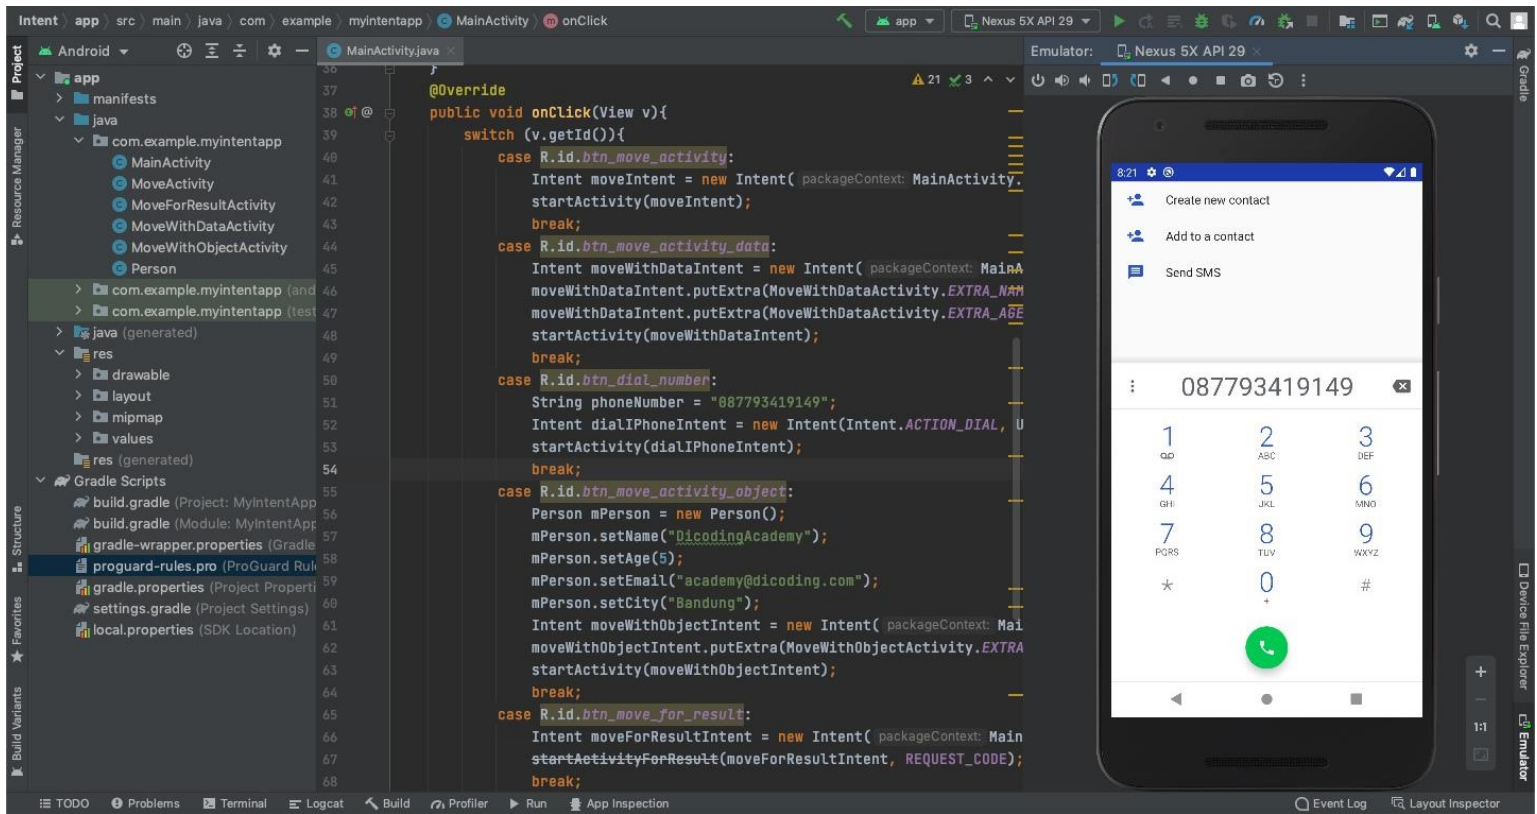 Intent app src main java com example myintentapp MainActivity onClick
app Nexus 5X API 29
Project
Resource Manager
Structure
Favorites
Build Variants
Android
app
manifests
java
com.example.myintentapp
MainActivity
MoveActivity
MoveForResultActivity
MoveWithDataActivity
MoveWithObjectActivity
Person
com.example.myintentapp (and
com.example.myintentapp (test
java (generated)
res
drawable
layout
mipmap
values
res (generated)
Gradle Scripts
build.gradle (Project: MyIntentApp
build.gradle (Module: MyIntentApp
gradle-wrapper.properties (Gradle
proguard-rules.pro (ProGuard Rul
gradle.properties (Project Properti
settings.gradle (Project Settings)
local.properties (SDK Location)
MainActivity.java
21 3
36 }
37 @Override
38 @ public void onClick(View v){
39 switch (v.getId()){
40 case R.id.btn_move_activity:
41 Intent moveIntent = new Intent( packageContext: MainActivity.
42 startActivity(moveIntent);
43 break;
44 case R.id.btn_move_activity_data:
45 Intent moveWithDataIntent = new Intent( packageContext: MainA
46 moveWithDataIntent.putExtra(MoveWithDataActivity.EXTRA_NAM
47 moveWithDataIntent.putExtra(MoveWithDataActivity.EXTRA_AGE
48 startActivity(moveWithDataIntent);
49 break;
50 case R.id.btn_dial_number:
51 String phoneNumber = "087793419149";
52 Intent dialIPhoneIntent = new Intent(Intent.ACTION_DIAL, U
53 startActivity(dialIPhoneIntent);
54 break;
55 case R.id.btn_move_activity_object:
56 Person mPerson = new Person();
57 mPerson.setName("DicodingAcademy");
58 mPerson.setAge(5);
59 mPerson.setEmail("academy@dicoding.com");
60 mPerson.setCity("Bandung");
61 Intent moveWithObjectIntent = new Intent( packageContext: Mai
62 moveWithObjectIntent.putExtra(MoveWithObjectActivity.EXTRA
63 startActivity(moveWithObjectIntent);
64 break;
65 case R.id.btn_move_for_result:
66 Intent moveForResultIntent = new Intent( packageContext: Main
67 startActivityForResult(moveForResultIntent, REQUEST_CODE);
68 break;
Emulator: Nexus 5X API 29
8:21
Create new contact
Add to a contact
Send SMS
087793419149
1 2 3
ABC DEF
4 5 6
GHI JKL MNO
7 8 9
PQRS TUV WXYZ
* 0 #
+
1:1
Gradle
Device File Explorer
Emulator
TODO Problems Terminal Logcat Build Profiler Run App Inspection Event Log Layout Inspector